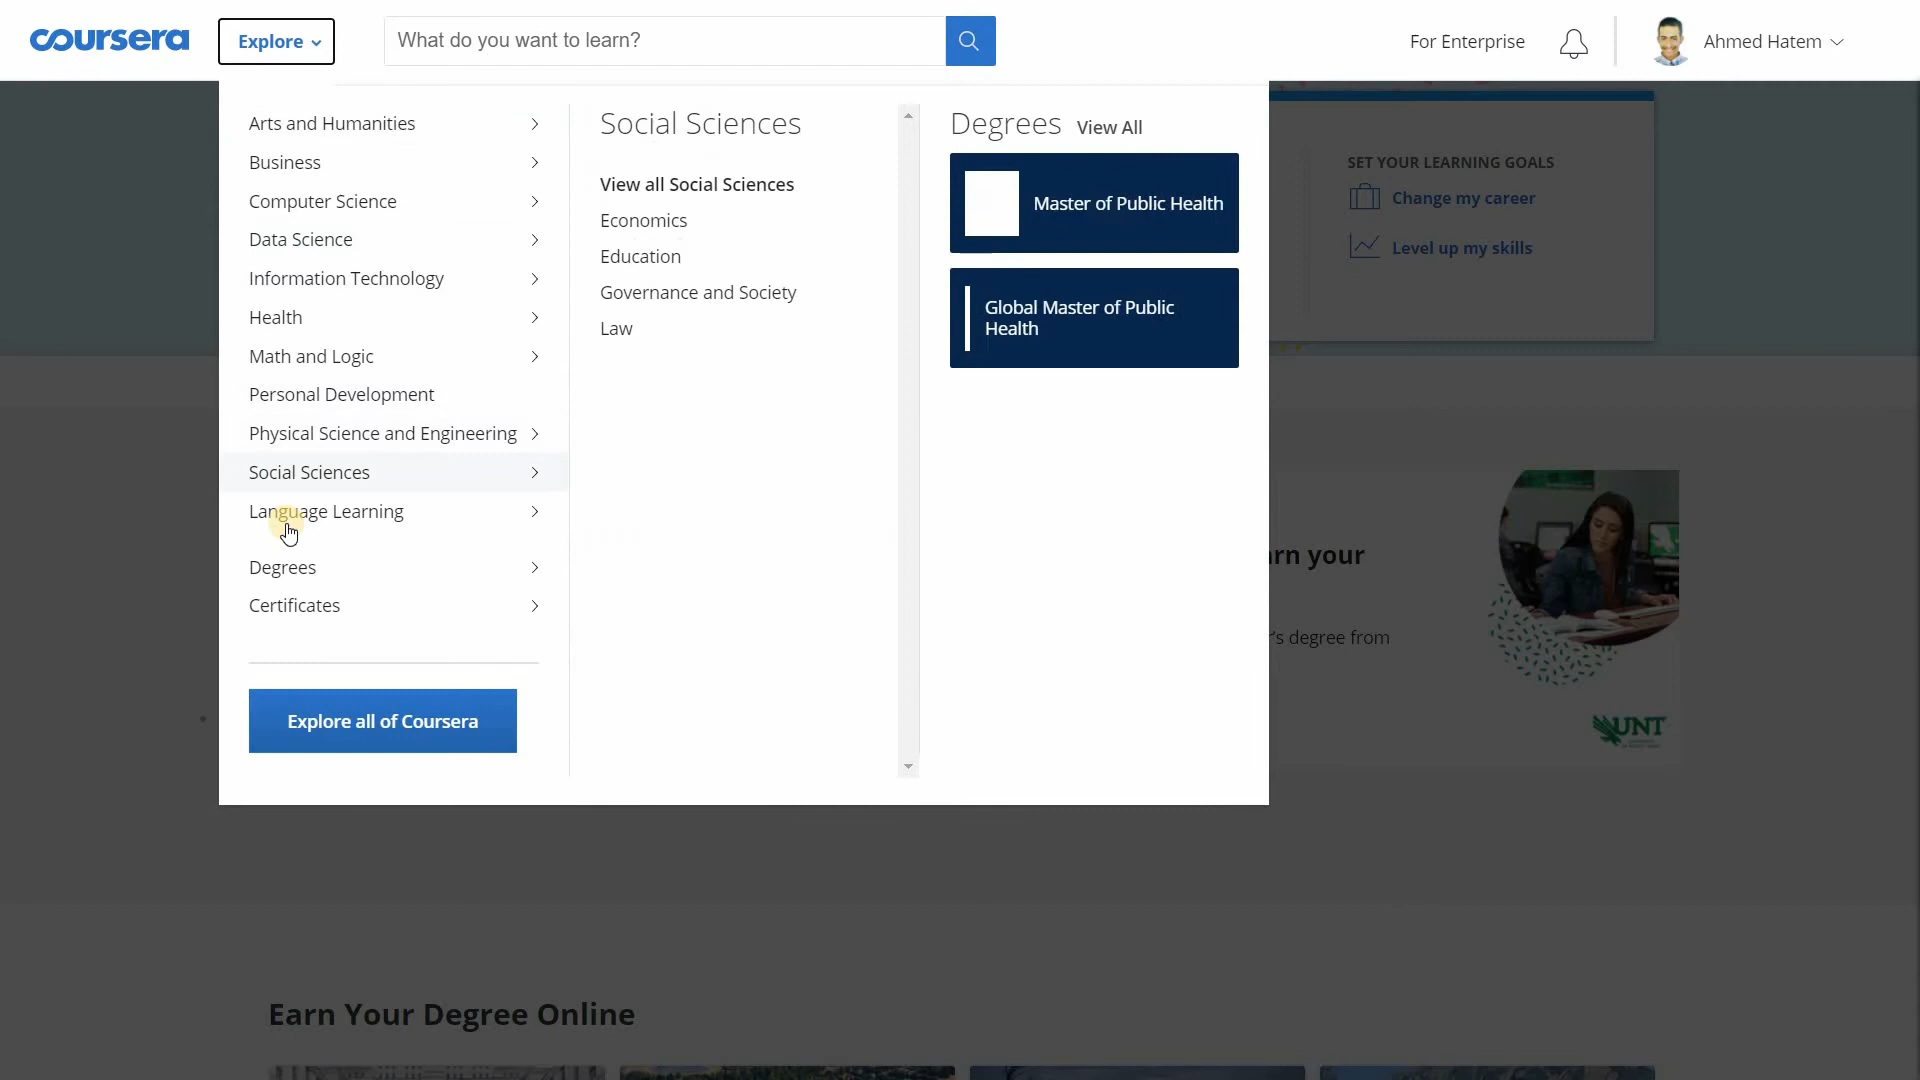 coursera
Explore
What do you want to learn?
For Enterprise
Ahmed Hatem
Arts and Humanities
Business
Computer Science
Data Science
Information Technology
Health
Math and Logic
Personal Development
Physical Science and Engineering
Social Sciences
Language Learning
Degrees
Certificates
Explore all of Coursera
Social Sciences
View all Social Sciences
Economics
Education
Governance and Society
Law
Degrees View All
Master of Public Health
Global Master of Public
Health
SET YOUR LEARNING GOALS
Change my career
Level up my skills
your
degree from
UNT
Earn Your Degree Online